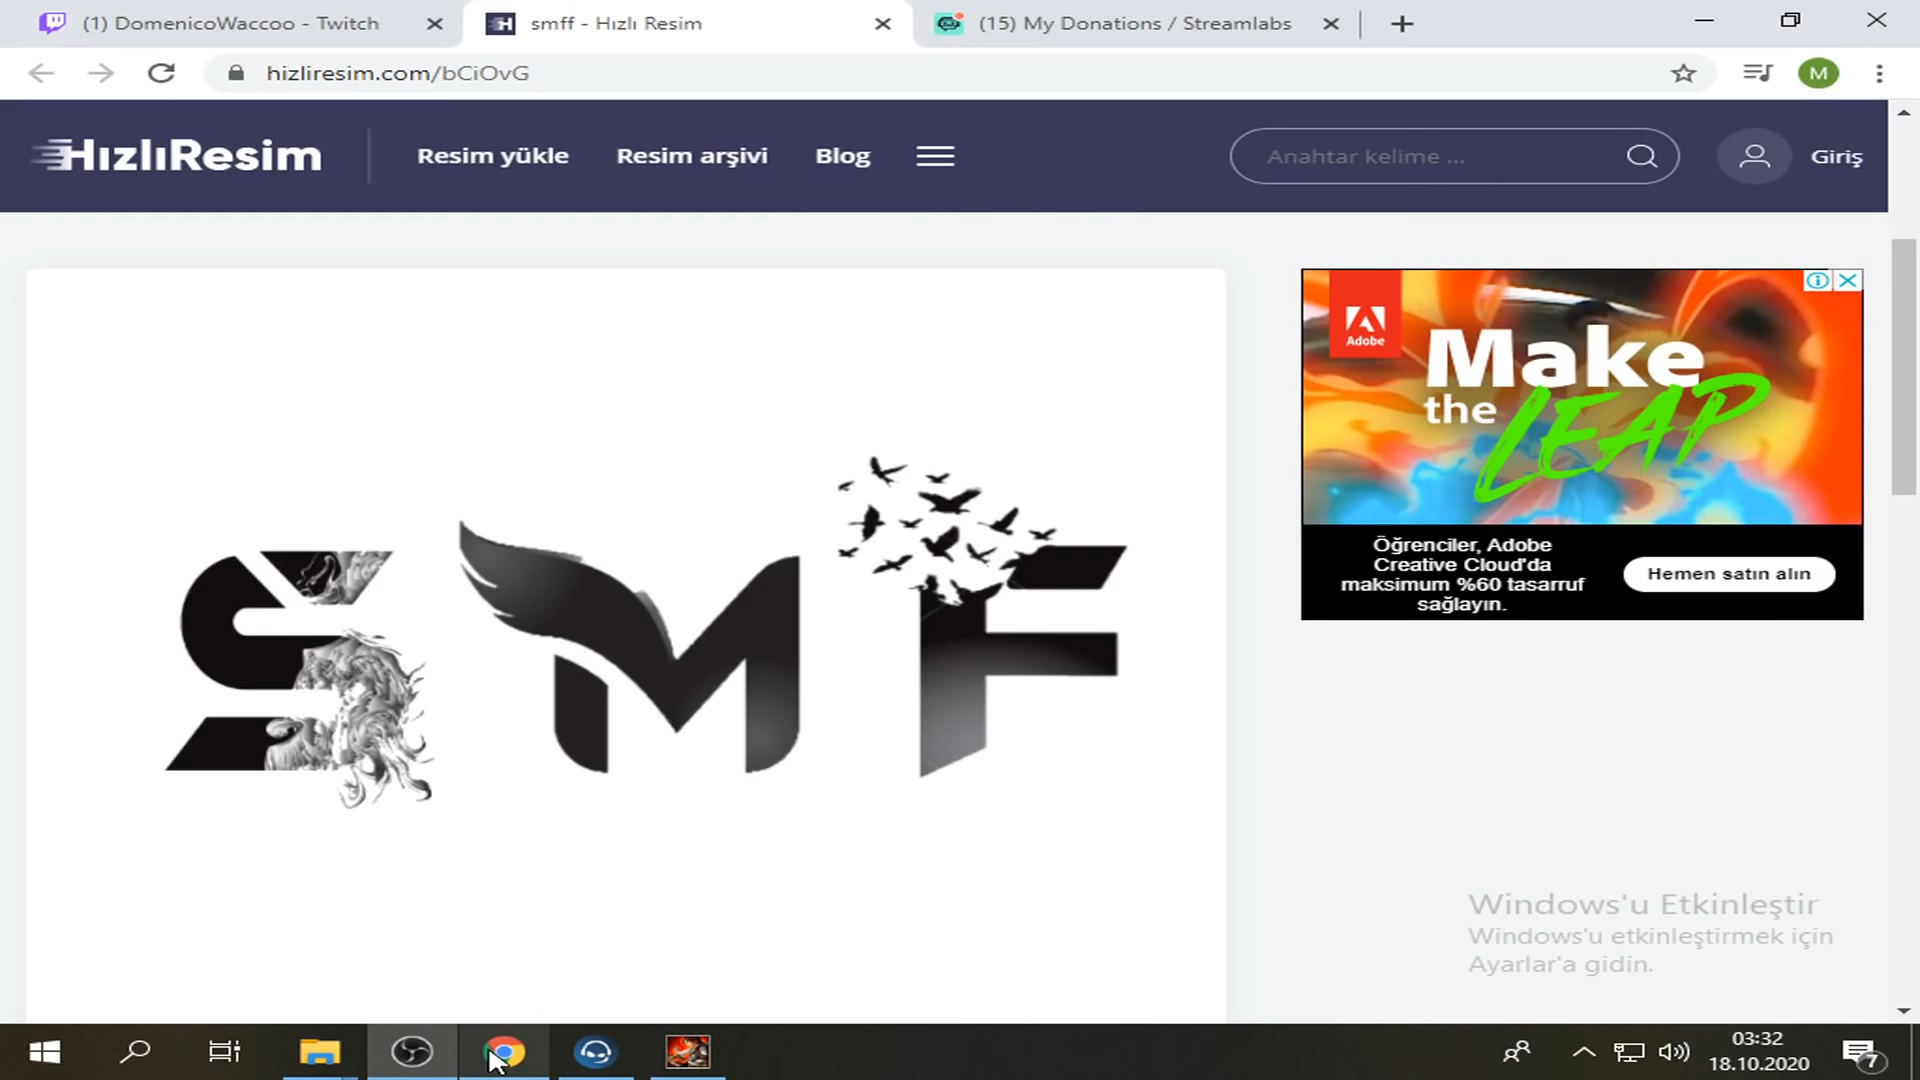 (1) DomenicoWaccoo - Twitch
smff - Hızlı Resim
(15) My Donations / Streamlabs
hizliresim.com/bCiOvG
M
HızlıResim
Resim yükle
Resim arşivi
Blog
Anahtar kelime ...
Giriş
SMF
Adobe
Make
the LEAP
Öğrenciler, Adobe
Creative Cloud'da
maksimum %60 tasarruf
sağlayın.
Hemen satın alın
Windows'u Etkinleştir
Windows'u etkinleştirmek için
Ayarlar'a gidin.
03:32
18.10.2020
7